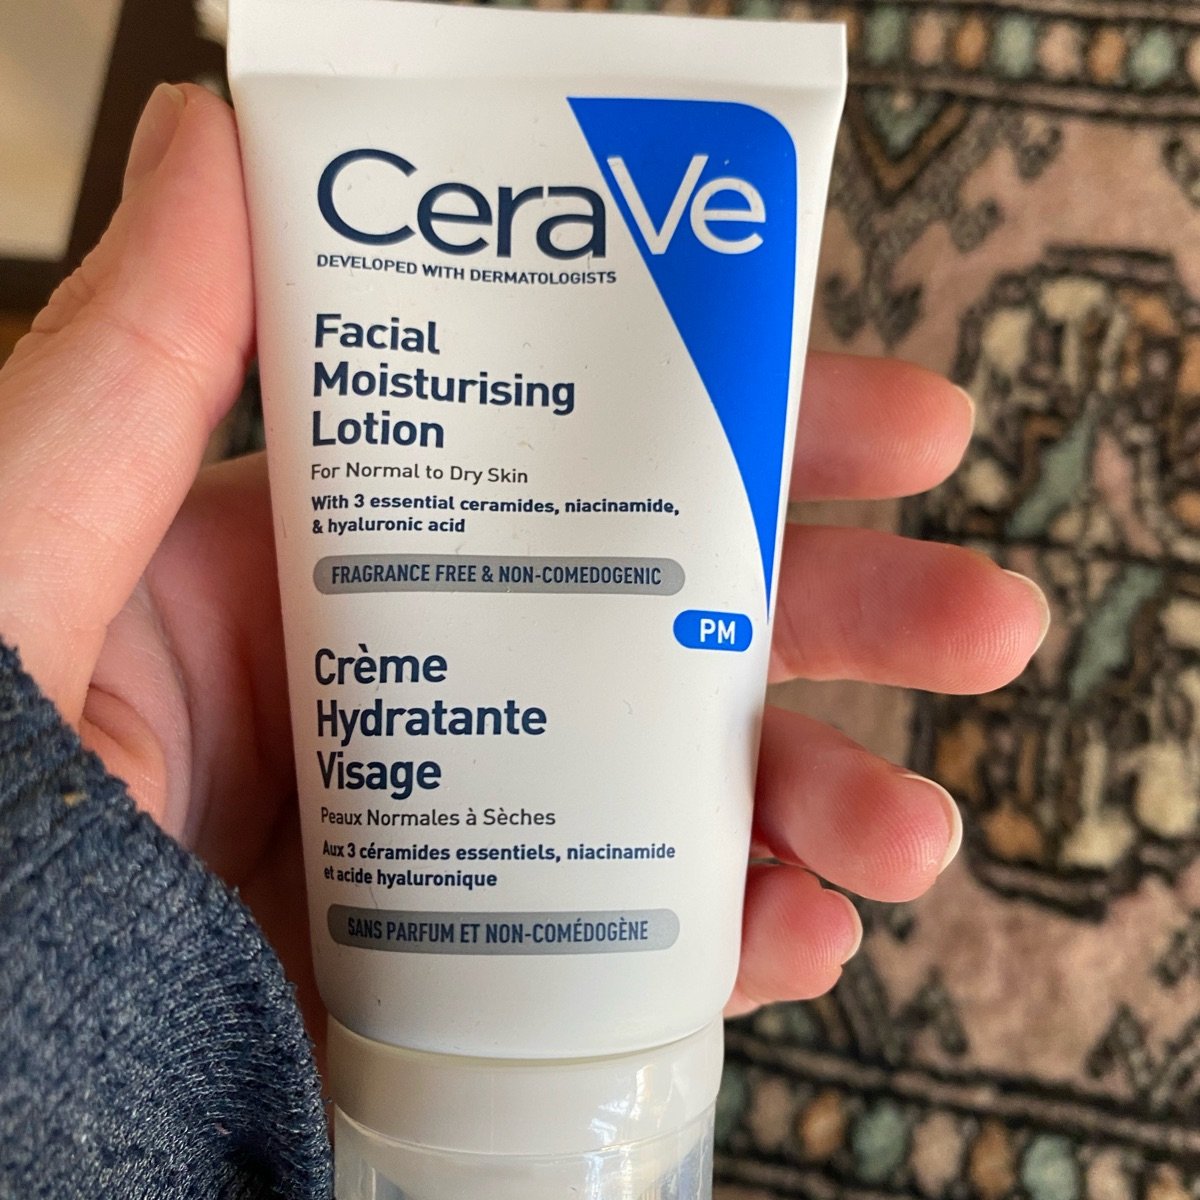 CeraVe
DEVELOPED WITH DERMATOLOGISTS
Facial
Moisturising
Lotion
For Normal to Dry Skin
With 3 essential ceramides, niacinamide,
& hyaluronic acid
FRAGRANCE FREE & NON-COMEDOGENIC
PM
Crème
Hydratante
Visage
Peaux Normales à Sèches
Aux 3 céramides essentiels, niacinamide
et acide hyaluronique
SANS PARFUM ET NON-COMÉDOGÈNE